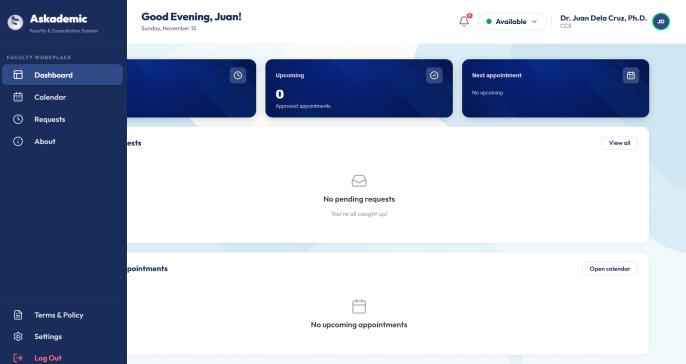 Askademic
Faculty & Consultation System
FACULTY WORKPLACE
Dashboard
Calendar
Requests
About
Terms & Policy
Settings
Log Out
Good Evening, Juan!
Sunday, November 15
Available
Dr. Juan Dela Cruz, Ph.D.
CCS
JD
Upcoming
0
Approved appointments
Next appointment
No upcoming
ests
View all
No pending requests
You're all caught up!
pointments
Open calendar
No upcoming appointments